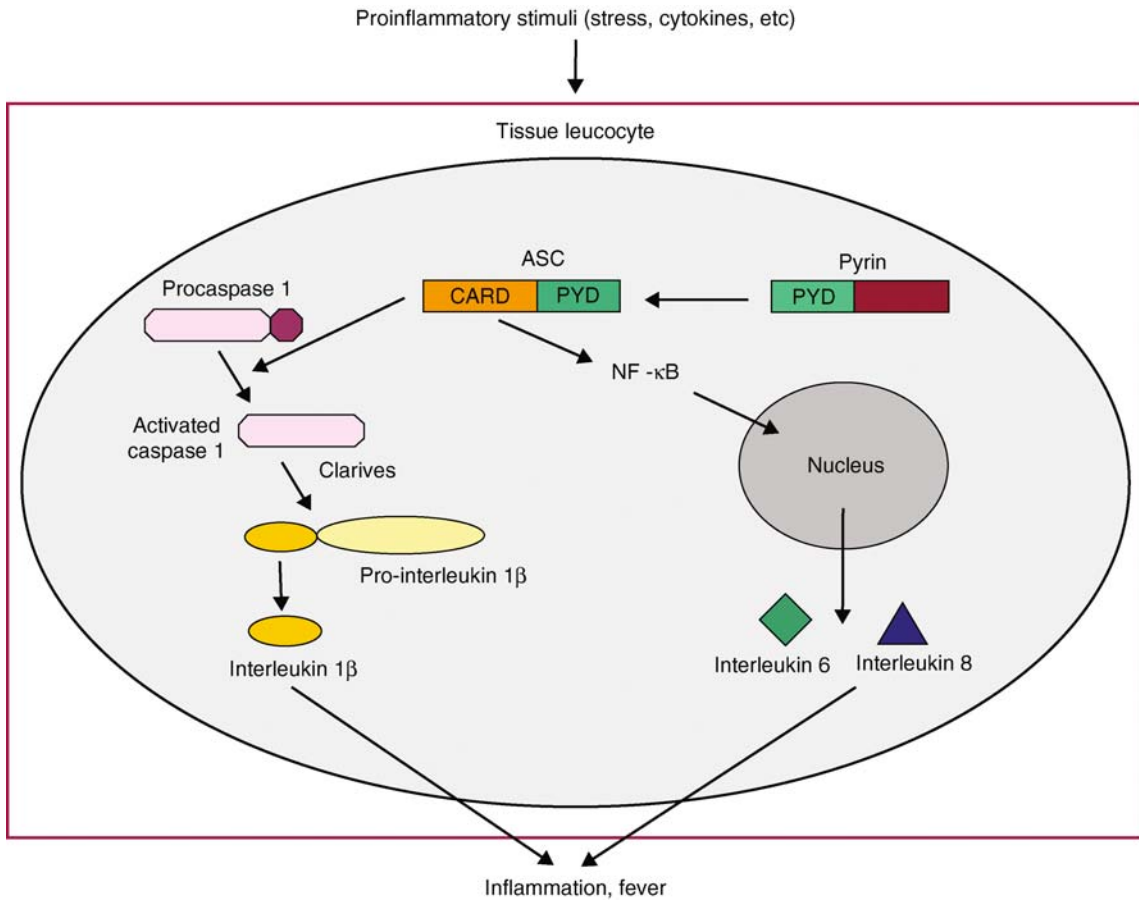 Proinflammatory stimuli (stress, cytokines, etc)
Tissue leucocyte
ASC
Pyrin
Procaspase 1
CARD
PYD
PYD
NF -κB
Activated
caspase 1
Clarives
Nucleus
Pro-interleukin 1β
Interleukin 1β
Interleukin 6
Interleukin 8
Inflammation, fever